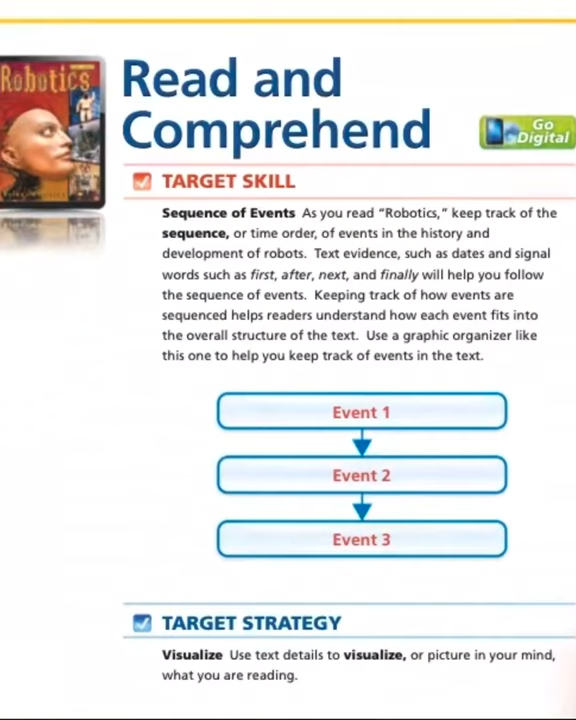 Robotics
Read and
Comprehend
Go
Digital
TARGET SKILL
Sequence of Events As you read “Robotics,” keep track of the
sequence, or time order, of events in the history and
development of robots. Text evidence, such as dates and signal
words such as first, after, next, and finally will help you follow
the sequence of events. Keeping track of how events are
sequenced helps readers understand how each event fits into
the overall structure of the text. Use a graphic organizer like
this one to help you keep track of events in the text.
Event 1
Event 2
Event 3
TARGET STRATEGY
Visualize Use text details to visualize, or picture in your mind,
what you are reading.